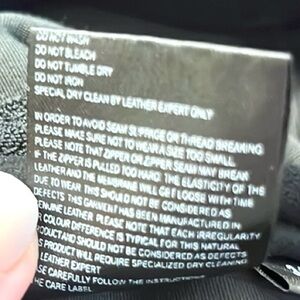 DO NOT WASH
DO NOT BLEACH
DO NOT TUMBLE DRY
DO NOT IRON
SPECIAL DRY CLEAN BY LEATHER EXPERT ONLY
IN ORDER TO AVOID SEAM SLIPPAGE OR THREAD BREAKING
PLEASE MAKE SURE NOT TO WEAR A SIZE TOO SMALL
PLEASE NOTE THAT ZIPPER OR ZIPPER SEAM MAY BREAK
IF THE ZIPPER IS PULLED TOO HARD. THE ELASTICITY OF THE
LEATHER AND THE MEMBRANE WILL GET LOOSE WITH TIME
DUE TO WEAR. THIS SHOULD NOT BE CONSIDERED AS
DEFECTS THIS GARMENT HAS BEEN MANUFACTURED IN
GENUINE LEATHER. PLEASE NOTE THAT EACH IRREGULARITY
R COLOUR DIFFERENCE IS TYPICAL FOR THIS NATURAL
AND SHOULD NOT BE CONSIDERED AS DEFECTS
S PRODUCT WILL REQUIRE SPECIALIZED DRY CLEANING
LEATHER EXPERT
SE CAREFULLY FOLLOW THE INSTRUCTIONS
HE CARE LABEL